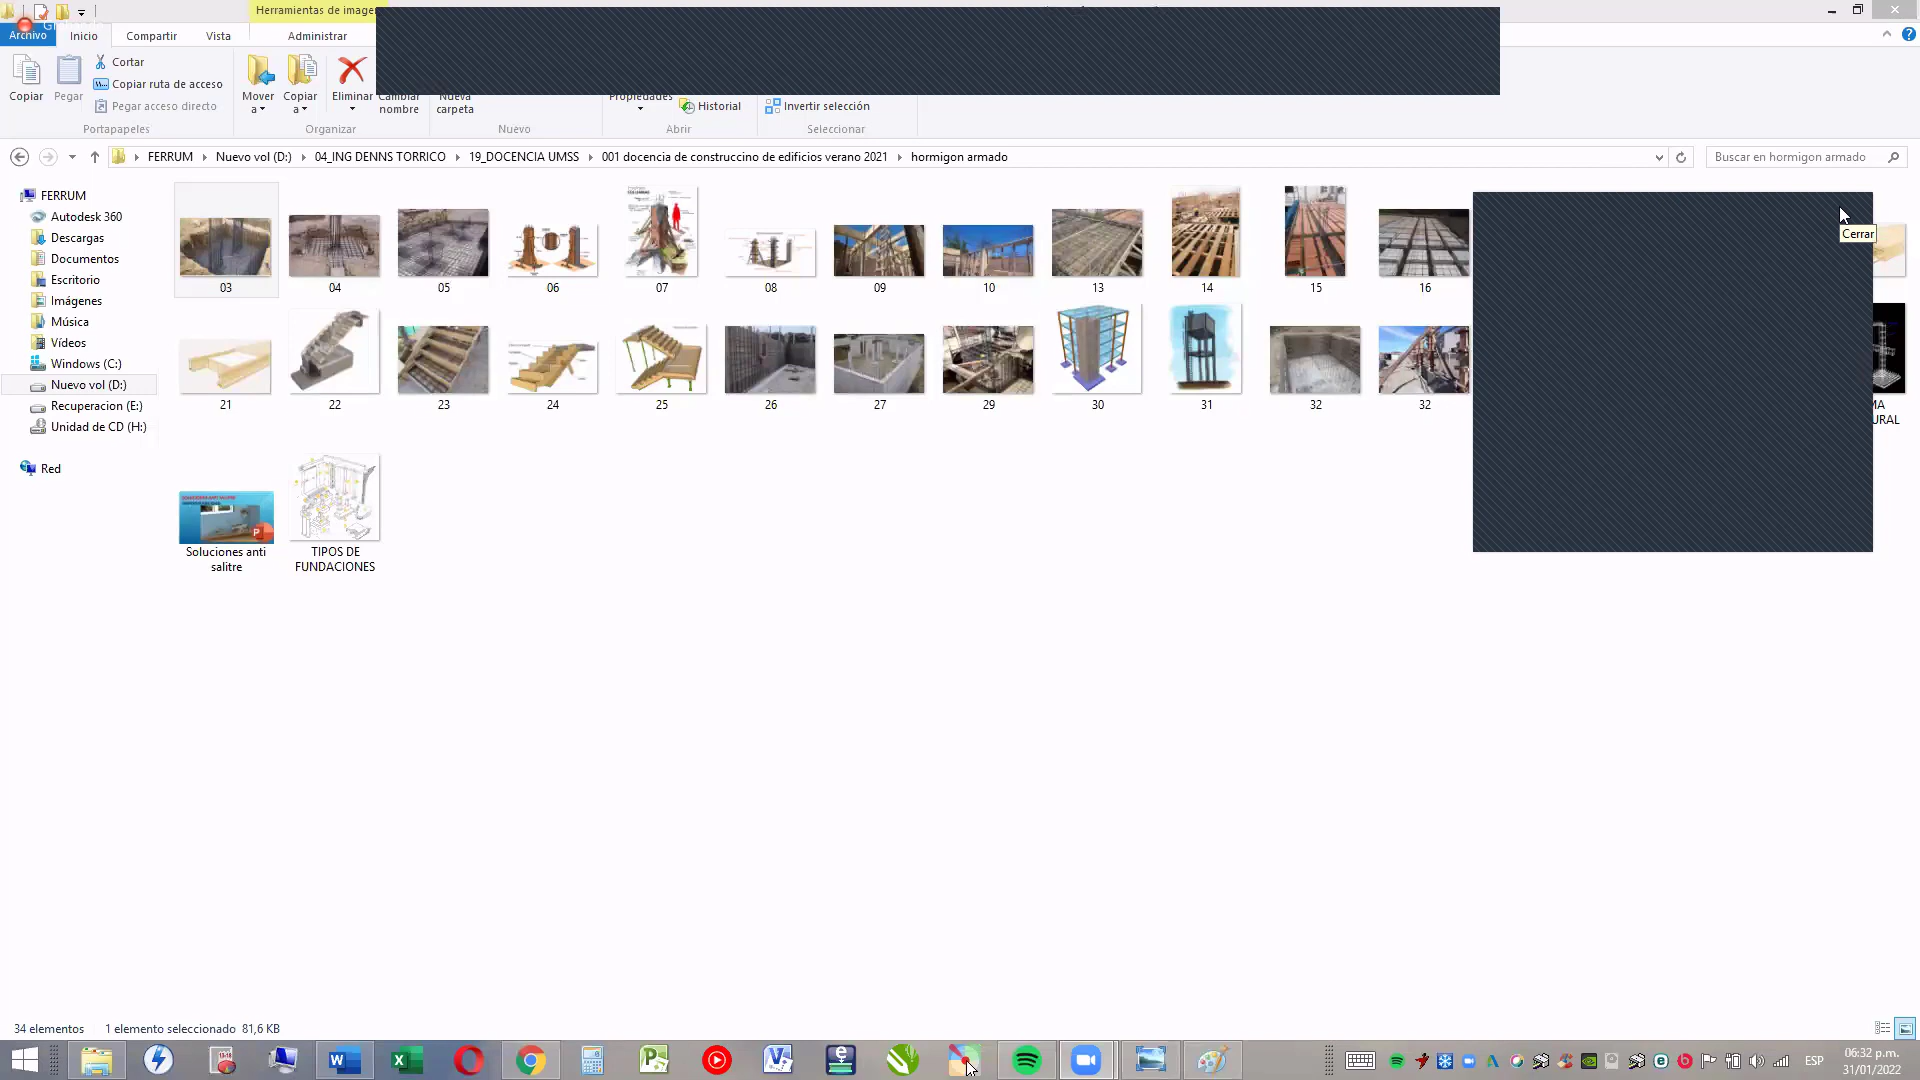 Herramientas de imagen
Archivo
Inicio
Compartir
Vista
Administrar
Copiar
Pegar
Cortar
Copiar ruta de acceso
Pegar acceso directo
Mover
a
Copiar
a
Eliminar
Cambiar
nombre
Nueva
carpeta
Propiedades
Historial
Invertir selección
Portapapeles
Organizar
Nuevo
Abrir
Seleccionar
FERRUM
Nuevo vol (D:)
04_ING DENNS TORRICO
19_DOCENCIA UMSS
001 docencia de construccino de edificios verano 2021
hormigon armado
Buscar en hormigon armado
Cerrar
FERRUM
Autodesk 360
Descargas
Documentos
Escritorio
Imágenes
Música
Vídeos
Windows (C:)
Nuevo vol (D:)
Recuperacion (E:)
Unidad de CD (H:)
Red
03
04
05
06
07
08
09
10
13
14
15
16
21
22
23
24
25
26
27
29
30
31
32
32
MA
URAL
Soluciones anti
salitre
TIPOS DE
FUNDACIONES
34 elementos
1 elemento seleccionado 81,6 KB
ESP
06:32 p.m.
31/01/2022